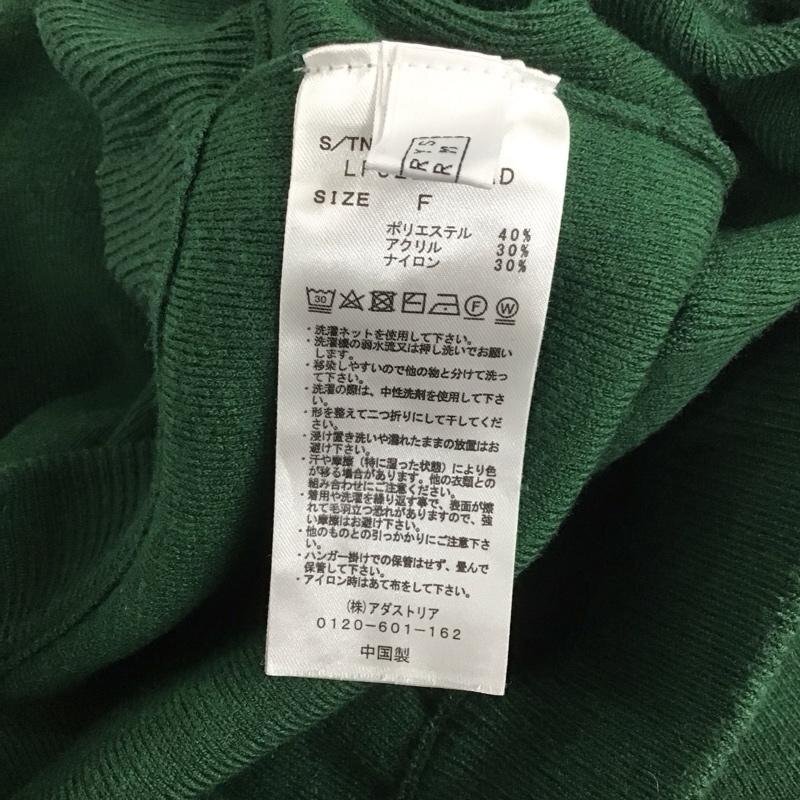 S/TN
SIZE F
ポリエステル 40%
アクリル 30%
ナイロン 30%
30 F W
・洗濯ネットを使用して下さい。
・洗濯機の弱水流又は押し洗いでお願い
します。
・移染しやすいので他の物と分けて洗っ
て下さい。
・洗濯の際は、中性洗剤を使用して下さ
い。
・形を整えて二つ折りにして干してくだ
さい。
・浸け置き洗いや濡れたままの放置はお
避け下さい。
・汗や摩擦（特に湿った状態）により色
が移る場合があります。他の衣類との
組み合わせにご注意ください。
・着用や洗濯を繰り返す事で、表面が擦
れて毛羽立つ恐れがありますので、強
い摩擦はお避け下さい。
・他のものとの引っかかりにご注意下さ
い。
・ハンガー掛けでの保管はせず、畳んで
保管して下さい。
・アイロン時はあて布をして下さい。
(株)アダストリア
0120-601-162
中国製